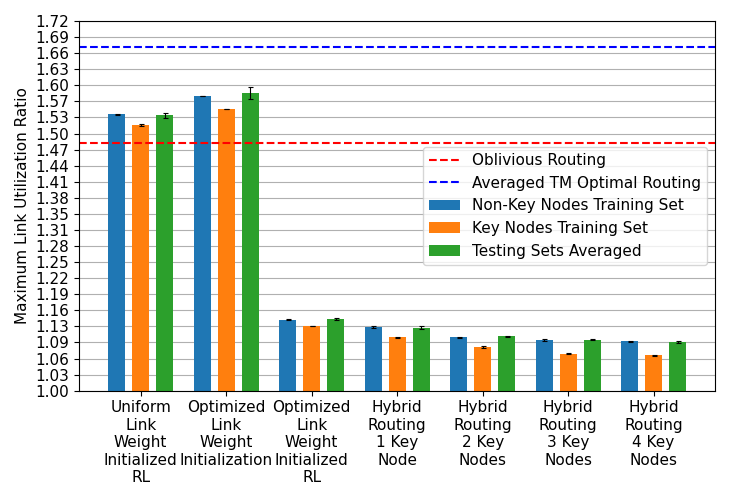 1.72
1.69
1.66
1.63
1.60
1.57
1.53
1.50
1.47
1.44
1.41
1.38
1.35
1.31
1.28
1.25
1.22
1.19
1.16
1.13
1.09
1.06
1.03
1.00
Maximum Link Utilization Ratio
Oblivious Routing
Averaged TM Optimal Routing
Non-Key Nodes Training Set
Key Nodes Training Set
Testing Sets Averaged
Uniform
Link
Weight
Initialized
RL
Optimized
Link
Weight
Initialization
Optimized
Link
Weight
Initialized
RL
Hybrid
Routing
1 Key
Node
Hybrid
Routing
2 Key
Nodes
Hybrid
Routing
3 Key
Nodes
Hybrid
Routing
4 Key
Nodes